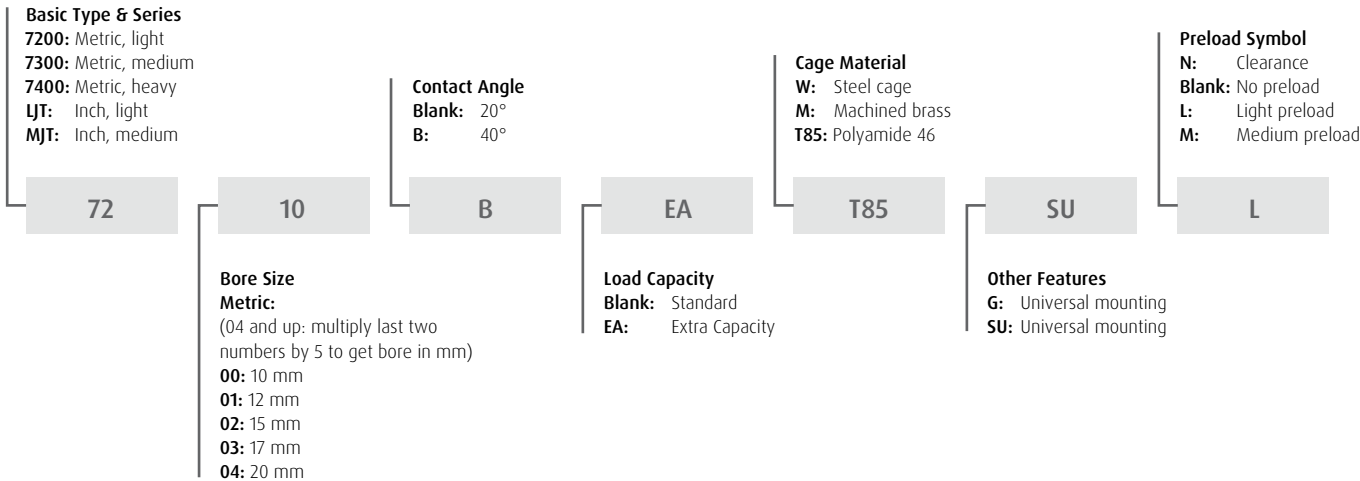 Basic Type & Series
7200: Metric, light
7300: Metric, medium
7400: Metric, heavy
LJT: Inch, light
MJT: Inch, medium
Contact Angle
Blank: 20°
B: 40°
Cage Material
W: Steel cage
M: Machined brass
T85: Polyamide 46
Preload Symbol
N: Clearance
Blank: No preload
L: Light preload
M: Medium preload
72 10 B EA T85 SU L
Bore Size
Metric:
(04 and up: multiply last two
numbers by 5 to get bore in mm)
00: 10 mm
01: 12 mm
02: 15 mm
03: 17 mm
04: 20 mm
Load Capacity
Blank: Standard
EA: Extra Capacity
Other Features
G: Universal mounting
SU: Universal mounting